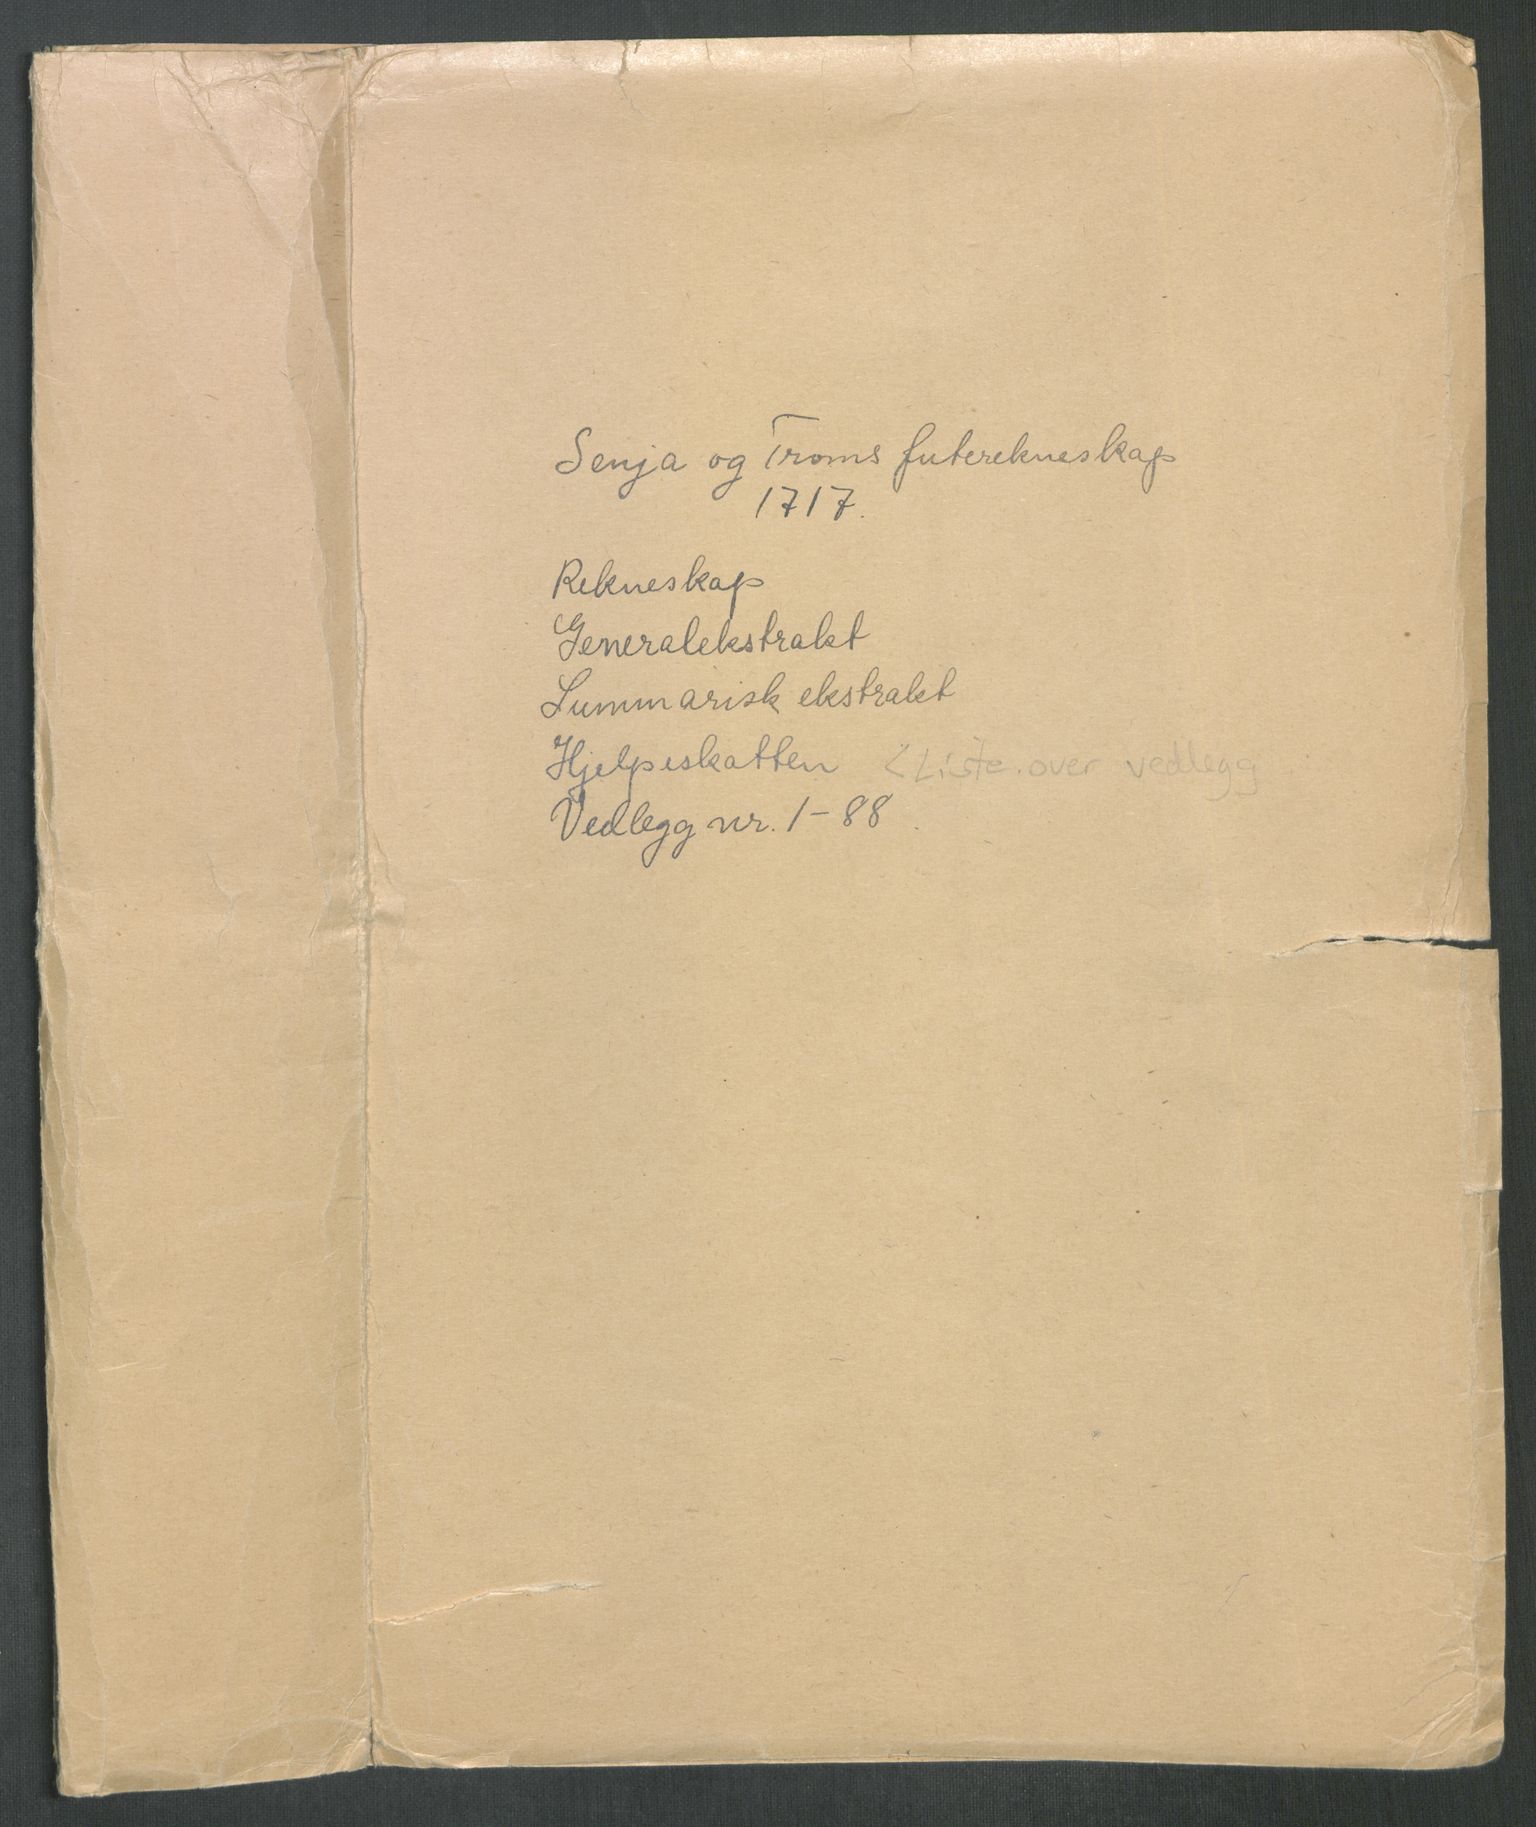 Senja og Troms futerekneskap
1717.
Rekneskap
Generalekstrakt
Summarisk ekstrakt
Hjelpeskatten < Liste over vedlegg
Vedlegg nr. 1-88